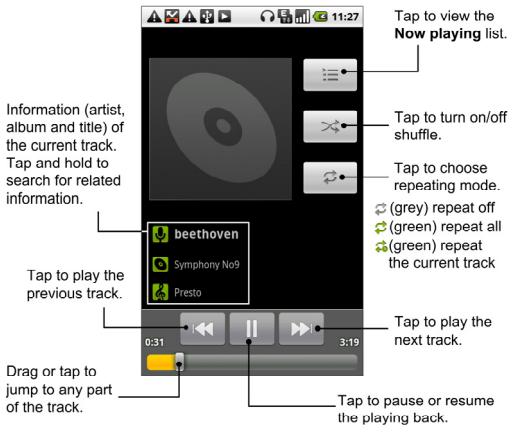 11:27
Tap to view the
Now playing list.
Information (artist,
album and title) of
the current track.
Tap and hold to
search for related
information.
Tap to turn on/off
shuffle.
Tap to choose
repeating mode.
(grey) repeat off
(green) repeat all
(green) repeat
the current track
beethoven
Symphony No9
Presto
Tap to play the
previous track.
0:31
3:19
Tap to play the
next track.
Drag or tap to
jump to any part
of the track.
Tap to pause or resume
the playing back.